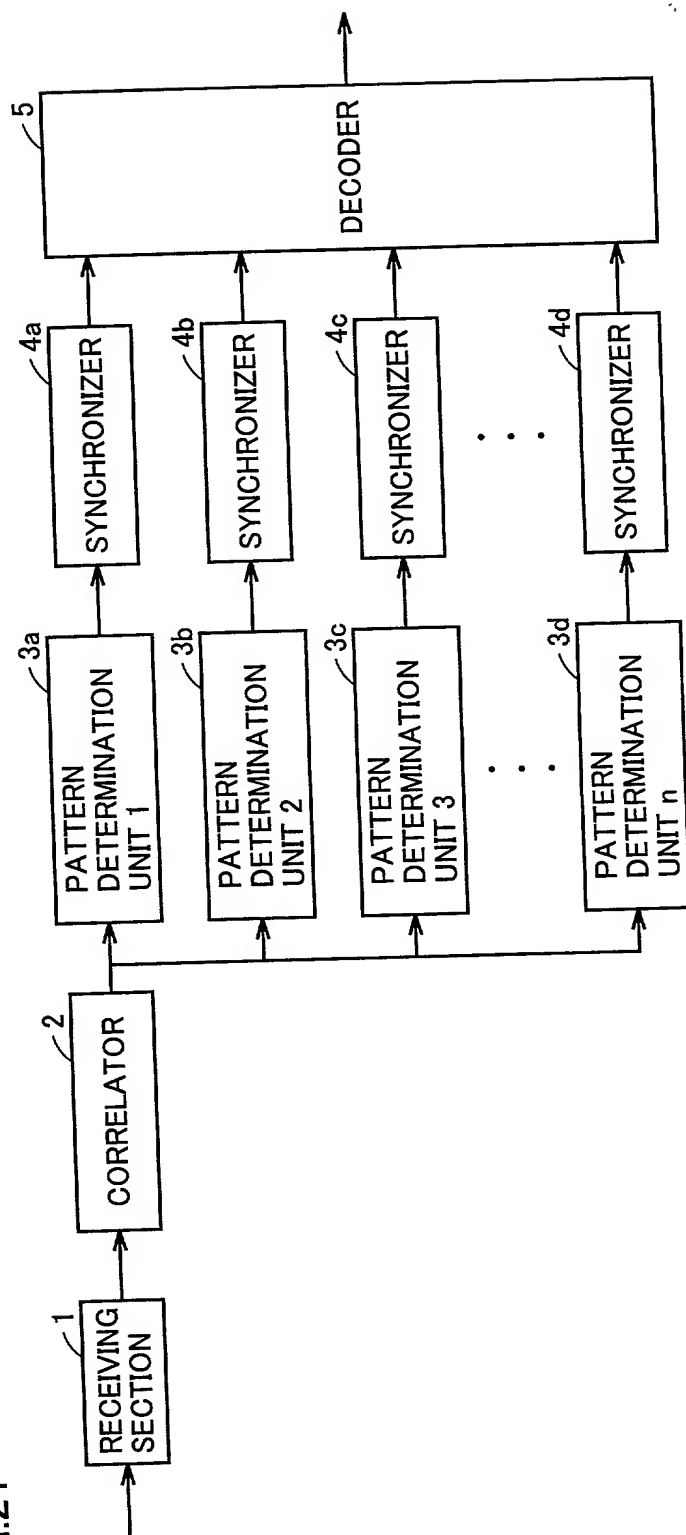 1
RECEIVING
SECTION
2
CORRELATOR
3a
PATTERN
DETERMINATION
UNIT 1
3b
PATTERN
DETERMINATION
UNIT 2
3c
PATTERN
DETERMINATION
UNIT 3
. . .
3d
PATTERN
DETERMINATION
UNIT n
4a
SYNCHRONIZER
4b
SYNCHRONIZER
4c
SYNCHRONIZER
. . .
4d
SYNCHRONIZER
5
DECODER